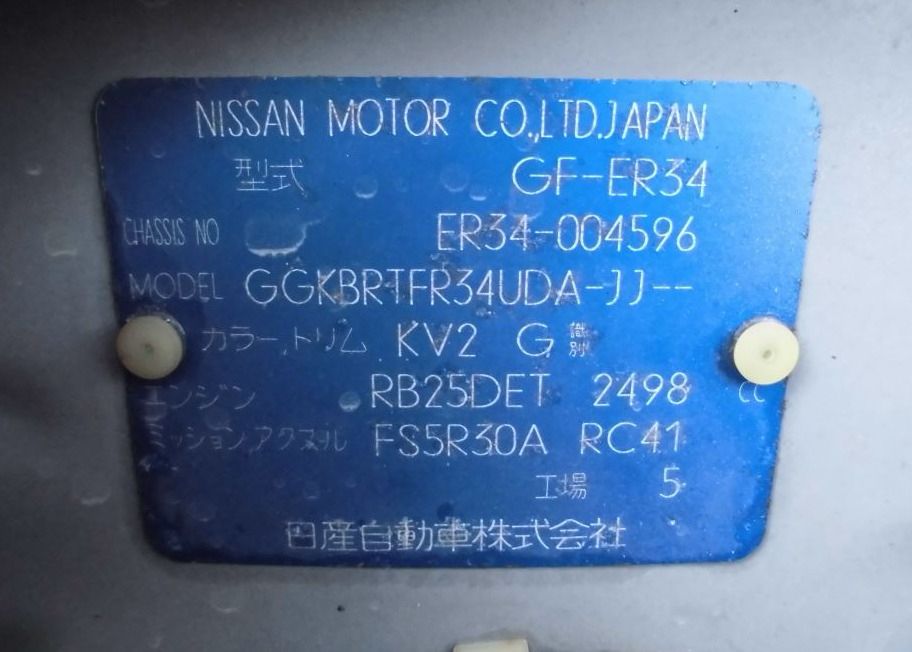 NISSAN MOTOR CO.,LTD.JAPAN
型式 GF-ER34
CHASSIS NO ER34-004596
MODEL GGKBRTFR34UDA-JJ--
カラー,トリム KV2 G 識別
エンジン RB25DET 2498 CC
ミッション,アクスル FS5R30A RC41
工場 5
日産自動車株式会社